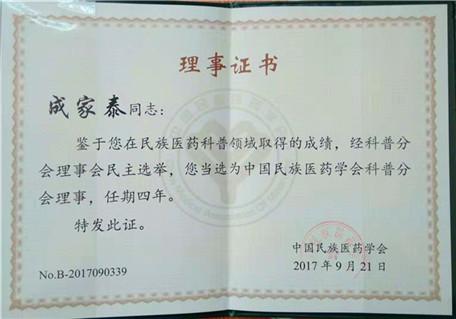 理事证书
成家泰同志：
鉴于您在民族医药科普领域取得的成绩，经科普分
会理事会民主选举，您当选为中国民族医药学会科普分
会理事，任期四年。
特发此证。
中国民族医药学会
2017年9月21日
No.B-2017090339